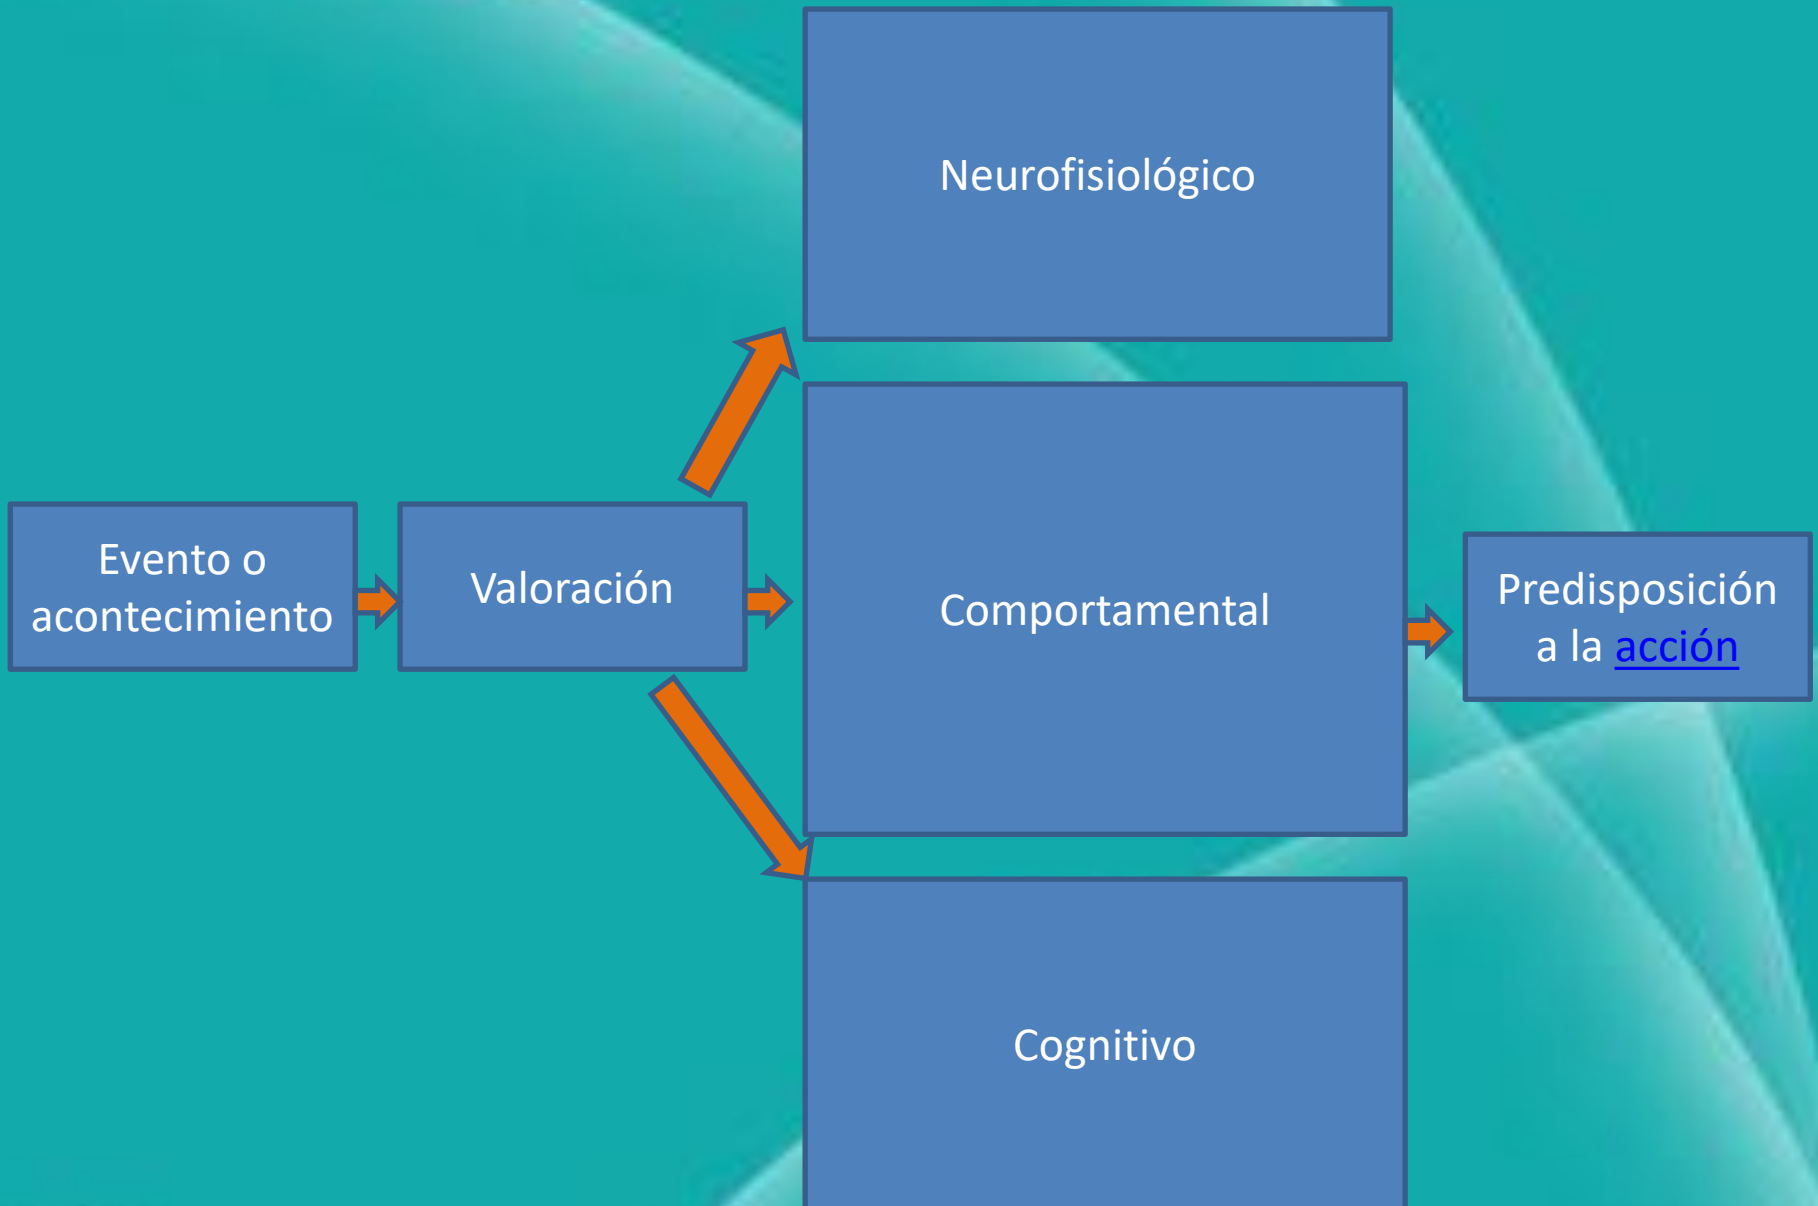 Neurofisiológico
Evento o
acontecimiento
Valoración
Comportamental
Predisposición
a la acción
Cognitivo